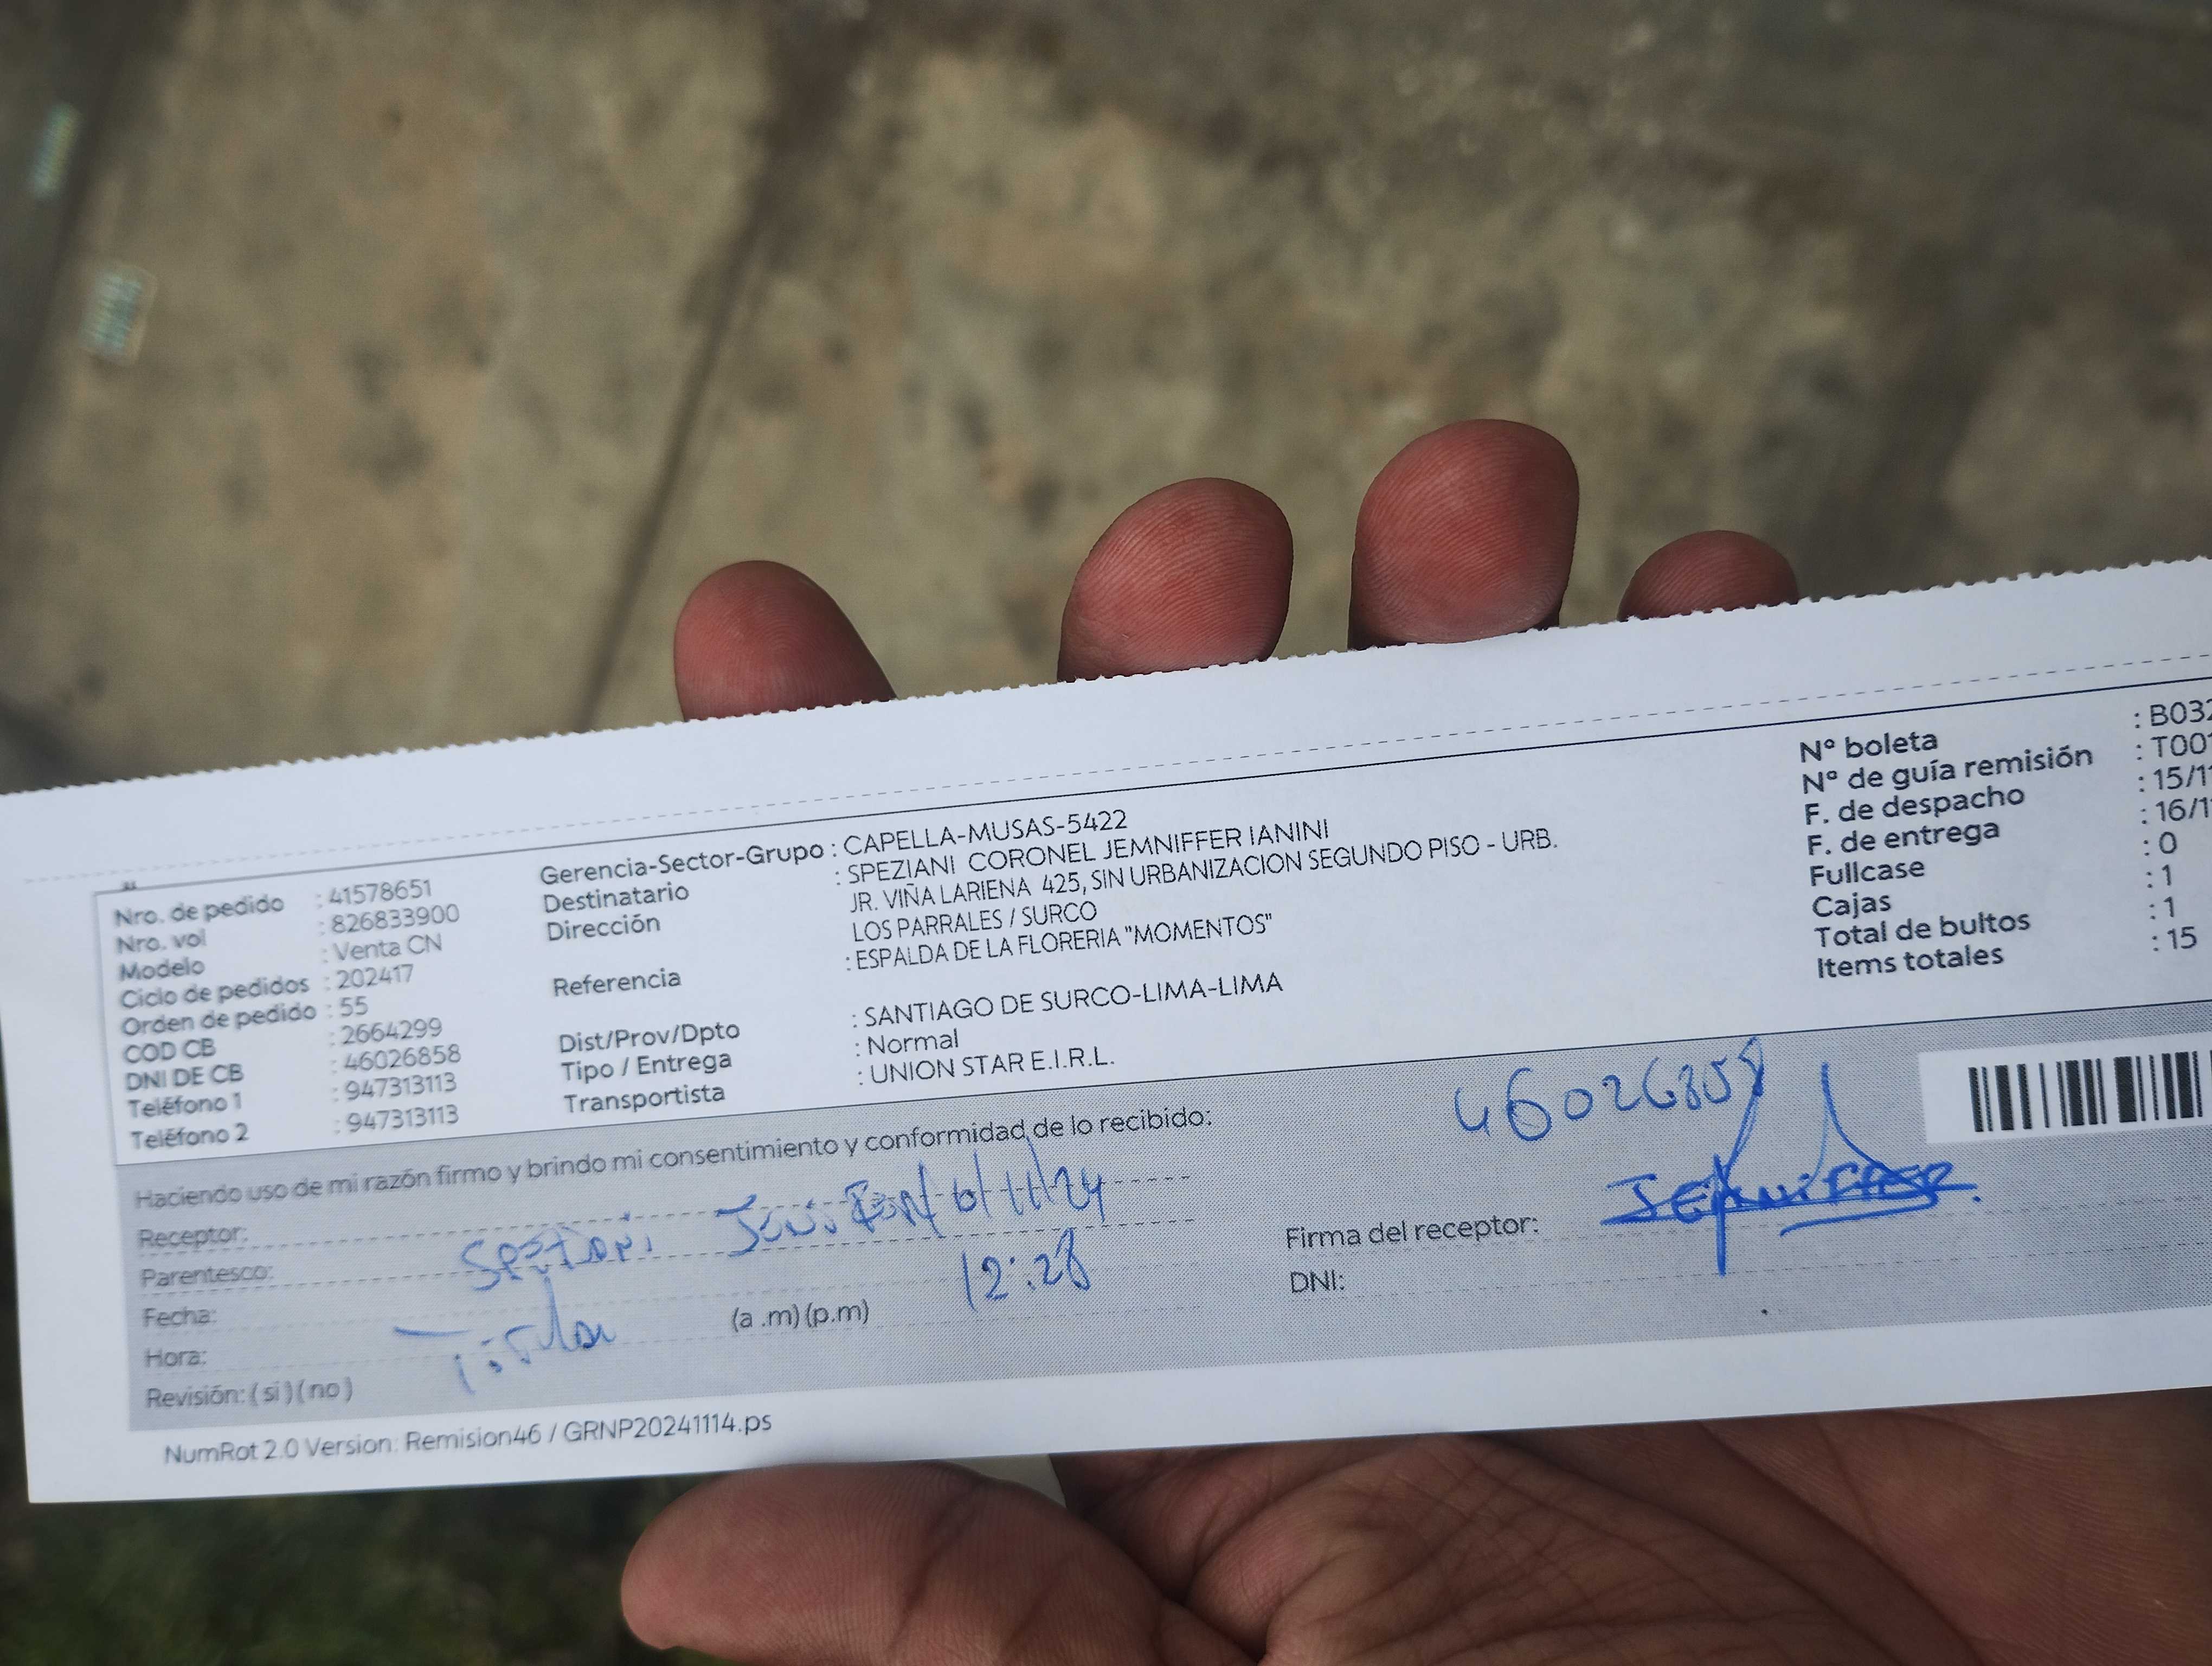 Nro. de pedido : 41578651
Nro. vol : 826833900
Modelo : Venta CN
Ciclo de pedidos : 202417
Orden de pedido : 55
COD CB : 2664299
DNI DE CB : 46026858
Teléfono 1 : 947313113
Teléfono 2 : 947313113
Gerencia-Sector-Grupo : CAPELLA-MUSAS-5422
Destinatario : SPEZIANI CORONEL JEMNIFFER IANINI
Dirección : JR. VIÑA LARIENA 425, SIN URBANIZACION SEGUNDO PISO - URB.
LOS PARRALES / SURCO
Referencia : ESPALDA DE LA FLORERIA "MOMENTOS"
Dist/Prov/Dpto : SANTIAGO DE SURCO-LIMA-LIMA
Tipo / Entrega : Normal
Transportista : UNION STAR E.I.R.L.
Nº boleta : B032
Nº de guía remisión : T001
F. de despacho : 15/11
F. de entrega : 16/1
Fullcase : 0
Cajas : 1
Total de bultos : 1
Items totales : 15
Haciendo uso de mi razón firmo y brindo mi consentimiento y conformidad de lo recibido:
Receptor:
Parentesco:
Fecha:
Hora: (a .m) (p.m) 12:28
Revisión: ( si ) ( no )
46026858
Firma del receptor: JEMNIFFER
DNI:
NumRot 2.0 Version: Remision46 / GRNP20241114.ps